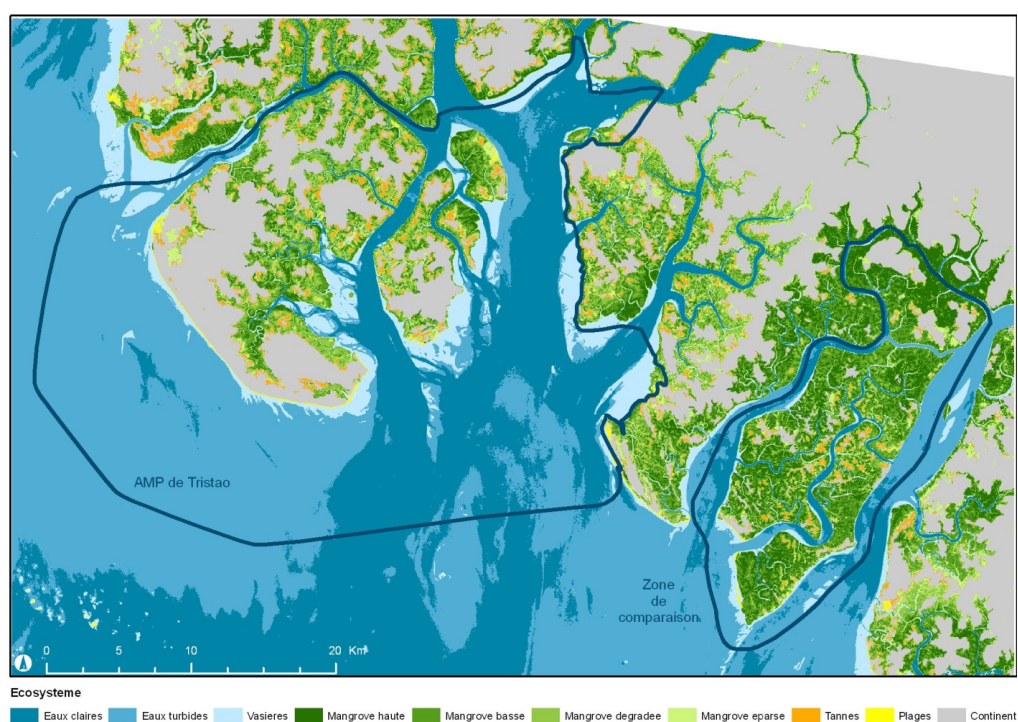 AMP de Tristao
Zone
de
comparaison
0 5 10 20 Km
Ecosysteme
Eaux claires Eaux turbides Vasieres Mangrove haute Mangrove basse Mangrove degradee Mangrove eparse Tannes Plages Continent